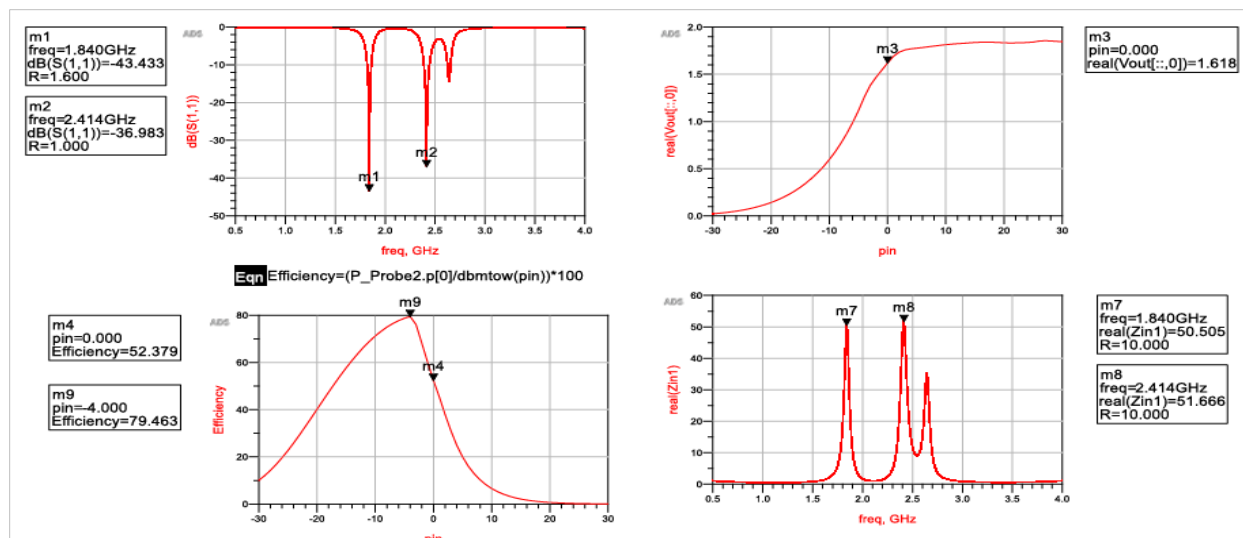 m1
freq=1.840GHz
dB(S(1,1))=-43.433
R=1.600
m2
freq=2.414GHz
dB(S(1,1))=-36.983
R=1.000
ADS
dB(S(1,1))
0
-10
-20
-30
-40
-50
m1
m2
0.5 1.0 1.5 2.0 2.5 3.0 3.5 4.0
freq, GHz
ADS
real(Vout[::,0])
2.0
1.5
1.0
0.5
0.0
m3
-30 -20 -10 0 10 20 30
pin
m3
pin=0.000
real(Vout[::,0])=1.618
Eqn Efficiency=(P_Probe2.p[0]/dbmtow(pin))*100
m4
pin=0.000
Efficiency=52.379
m9
pin=-4.000
Efficiency=79.463
ADS
Efficiency
80
60
40
20
0
m9
m4
-30 -20 -10 0 10 20 30
ADS
real(Zin1)
60
50
40
30
20
10
0
m7
m8
0.5 1.0 1.5 2.0 2.5 3.0 3.5 4.0
freq, GHz
m7
freq=1.840GHz
real(Zin1)=50.505
R=10.000
m8
freq=2.414GHz
real(Zin1)=51.666
R=10.000